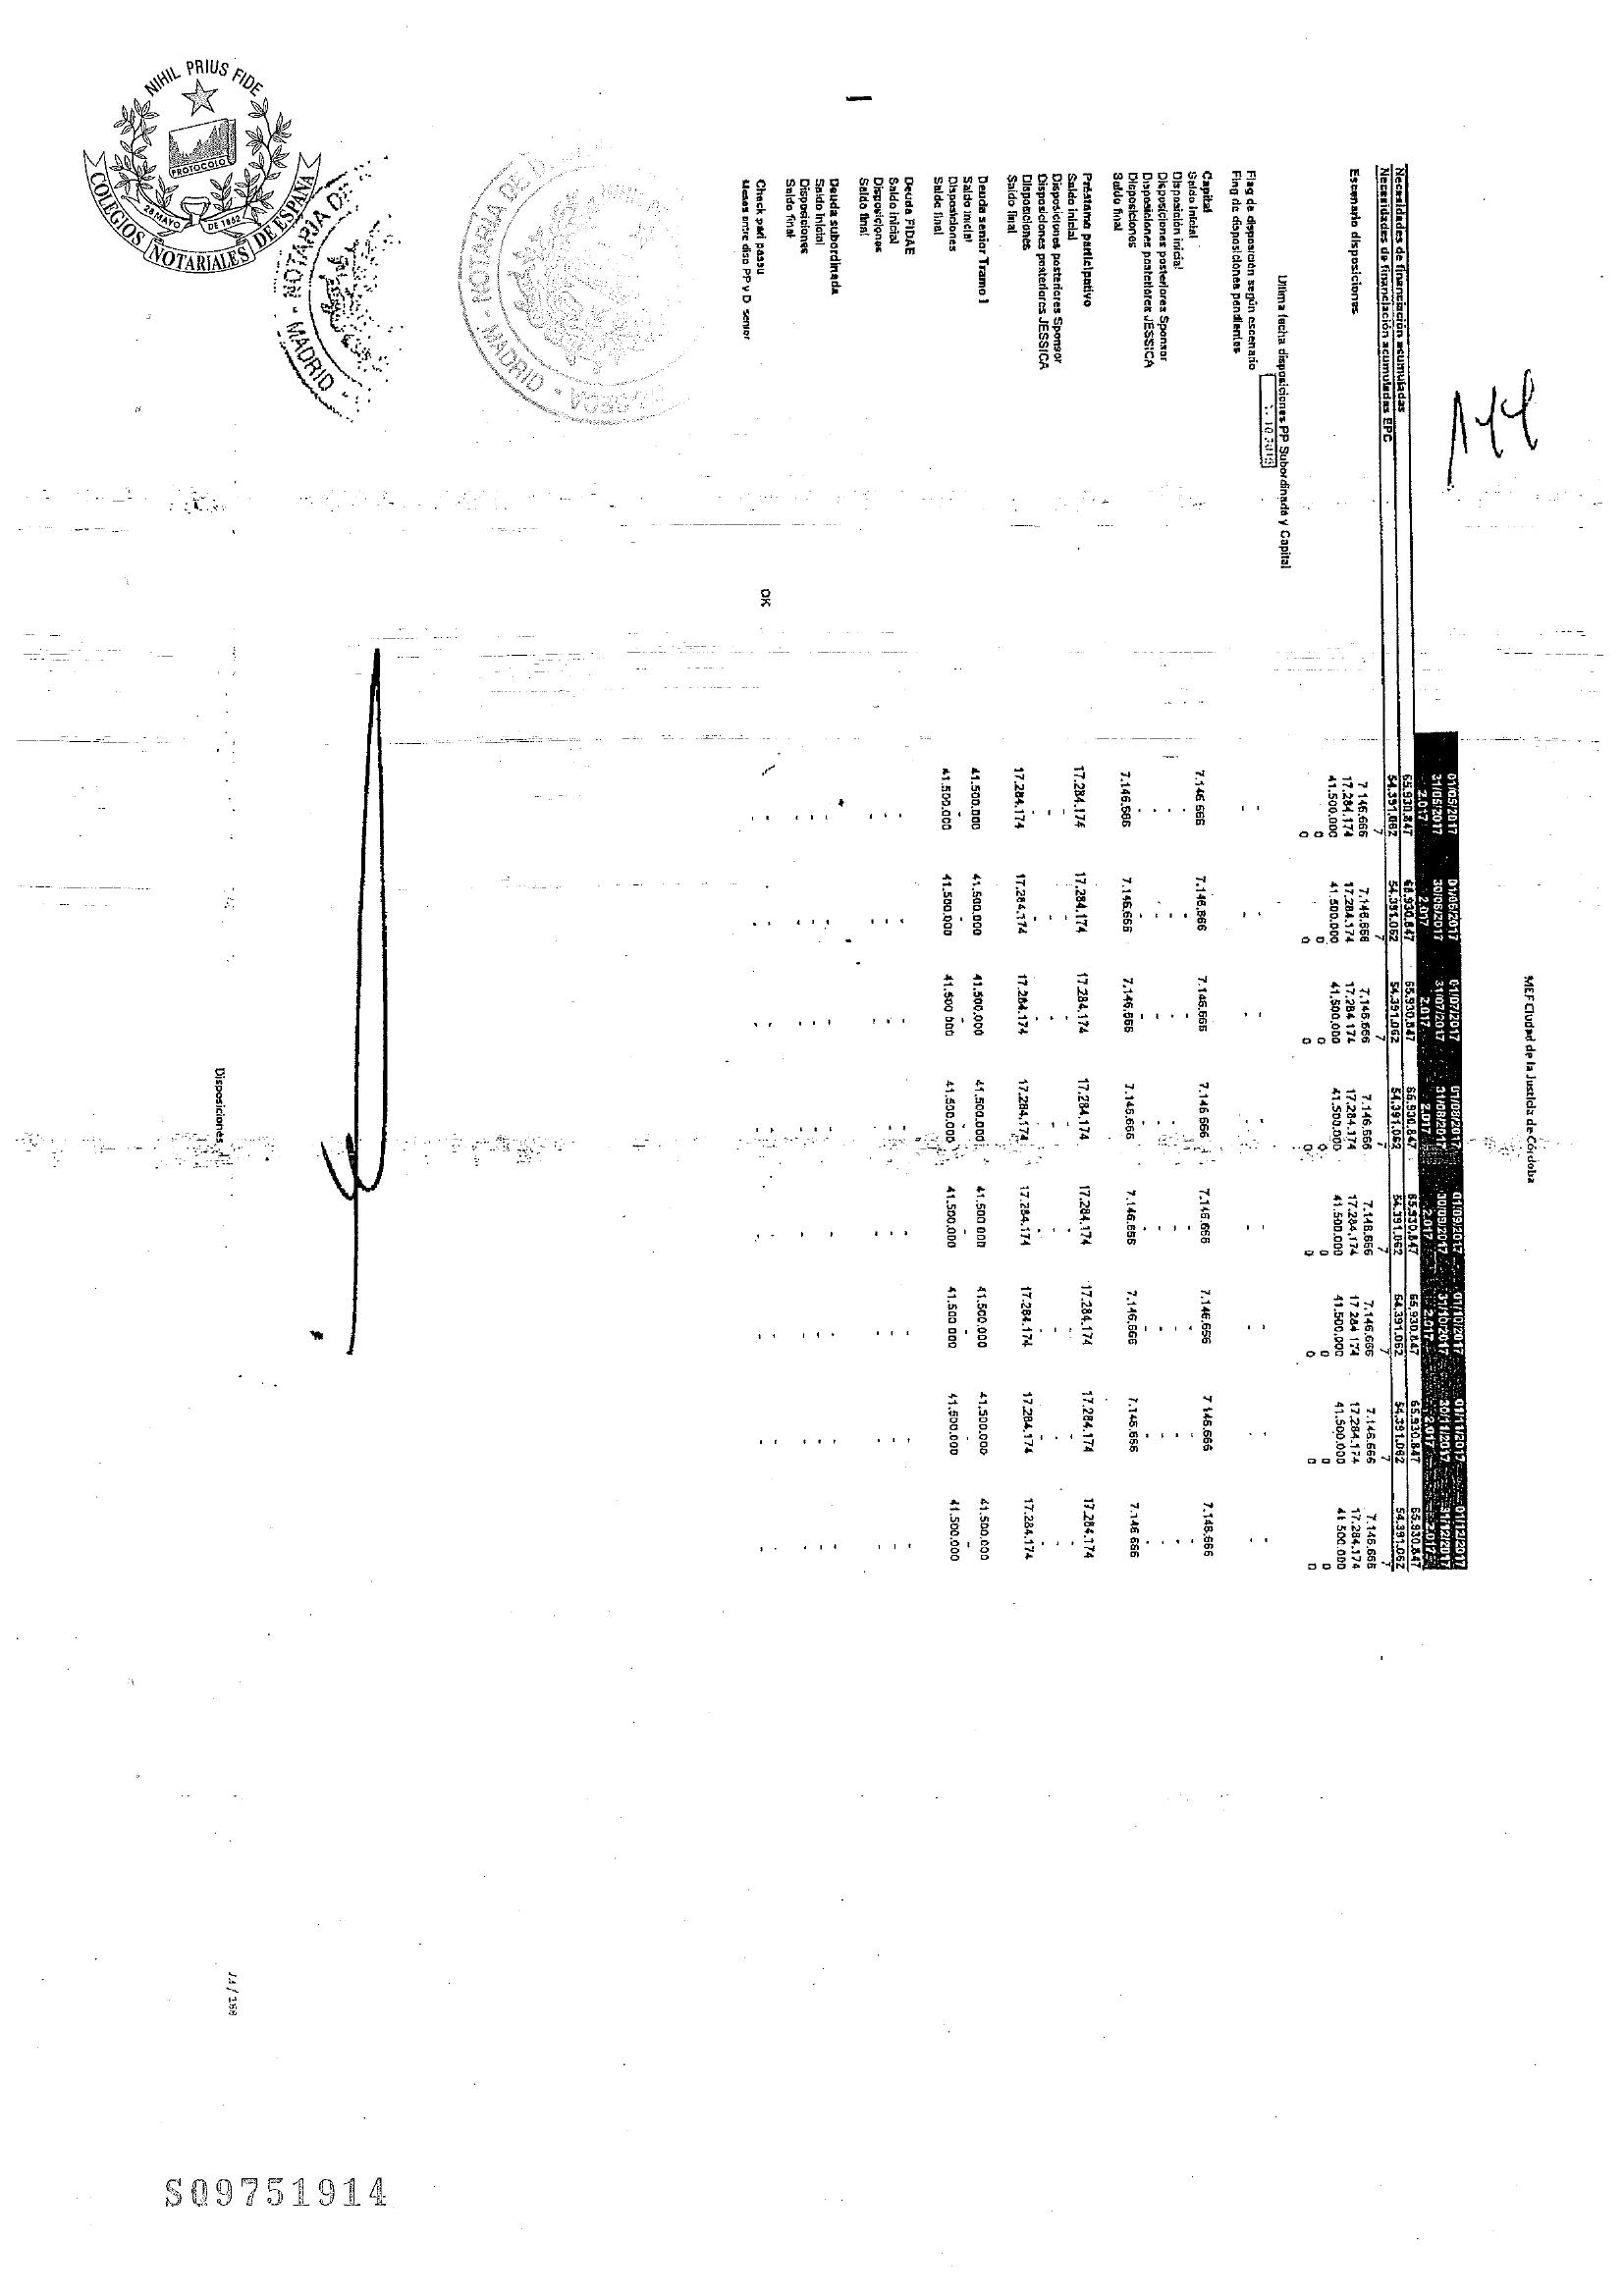 MEF Ciudad de la Justicia de Córdoba
01/05/2017 01/06/2017 01/07/2017 01/08/2017 01/09/2017 01/10/2017 01/11/2017 01/12/2017
31/05/2017 30/06/2017 31/07/2017 31/08/2017 30/09/2017 31/10/2017 30/11/2017 31/12/2017
2.017 2.017 2.017 2.017 2.017 2.017 2.017 2.017
Necesidades de financiación acumuladas 65.930.847 65.930.847 65.930.847 65.930.847 65.930.847 65.930.847 65.930.847 65.930.847
Necesidades de financiación acumuladas EPC 54.391.062 54.391.062 54.391.062 54.391.062 54.391.062 54.391.062 54.391.062 54.391.062
7 7 7 7 7 7 7 7
Escenario disposiciones 7.146.666 7.146.666 7.146.666 7.146.666 7.146.666 7.146.666 7.146.666 7.146.666
17.284.174 17.284.174 17.284.174 17.284.174 17.284.174 17.284.174 17.284.174 17.284.174
41.500.000 41.500.000 41.500.000 41.500.000 41.500.000 41.500.000 41.500.000 41.500.000
0 0 0 0 0 0 0 0
0 0 0 0 0 0 0 0
Ultima fecha disposiciones PP Subordinada y Capital
Flag de disposición según escenario - - - - - - - -
Flag de disposiciones pendientes - - - - - - - -
Capital
Saldo Inicial 7.146.666 7.146.666 7.146.666 7.146.666 7.146.666 7.146.666 7.146.666 7.146.666
Disposición inicial - - - - - - - -
Disposiciones posteriores Sponsor - - - - - - - -
Disposiciones posteriores JESSICA - - - - - - - -
Disposiciones - - - - - - - -
Saldo final 7.146.666 7.146.666 7.146.666 7.146.666 7.146.666 7.146.666 7.146.666 7.146.666
Préstamo participativo
Saldo inicial 17.284.174 17.284.174 17.284.174 17.284.174 17.284.174 17.284.174 17.284.174 17.284.174
Disposiciones posteriores Sponsor - - - - - - - -
Disposiciones posteriores JESSICA - - - - - - - -
Disposiciones - - - - - - - -
Saldo final 17.284.174 17.284.174 17.284.174 17.284.174 17.284.174 17.284.174 17.284.174 17.284.174
Deuda senior Tramo 1
Saldo inicial 41.500.000 41.500.000 41.500.000 41.500.000 41.500.000 41.500.000 41.500.000 41.500.000
Disposiciones - - - - - - - -
Saldo final 41.500.000 41.500.000 41.500.000 41.500.000 41.500.000 41.500.000 41.500.000 41.500.000
Deuda FIDAE
Saldo inicial - - - - - - - -
Disposiciones - - - - - - - -
Saldo final - - - - - - - -
Deuda subordinada
Saldo inicial - - - - - - - -
Disposiciones - - - - - - - -
Saldo final - - - - - - - -
Check pari passu OK - - - - - - - -
Meses entre disp PP y D senior - - - - - - - -
Disposiciones
NIHIL PRIUS FIDE
PROTOCOLO
28 MAYO DE 1862
COLEGIOS NOTARIALES DE ESPAÑA
NOTARIA DE
MADRID
NOTARIA DE D.
MADRID
S09751914